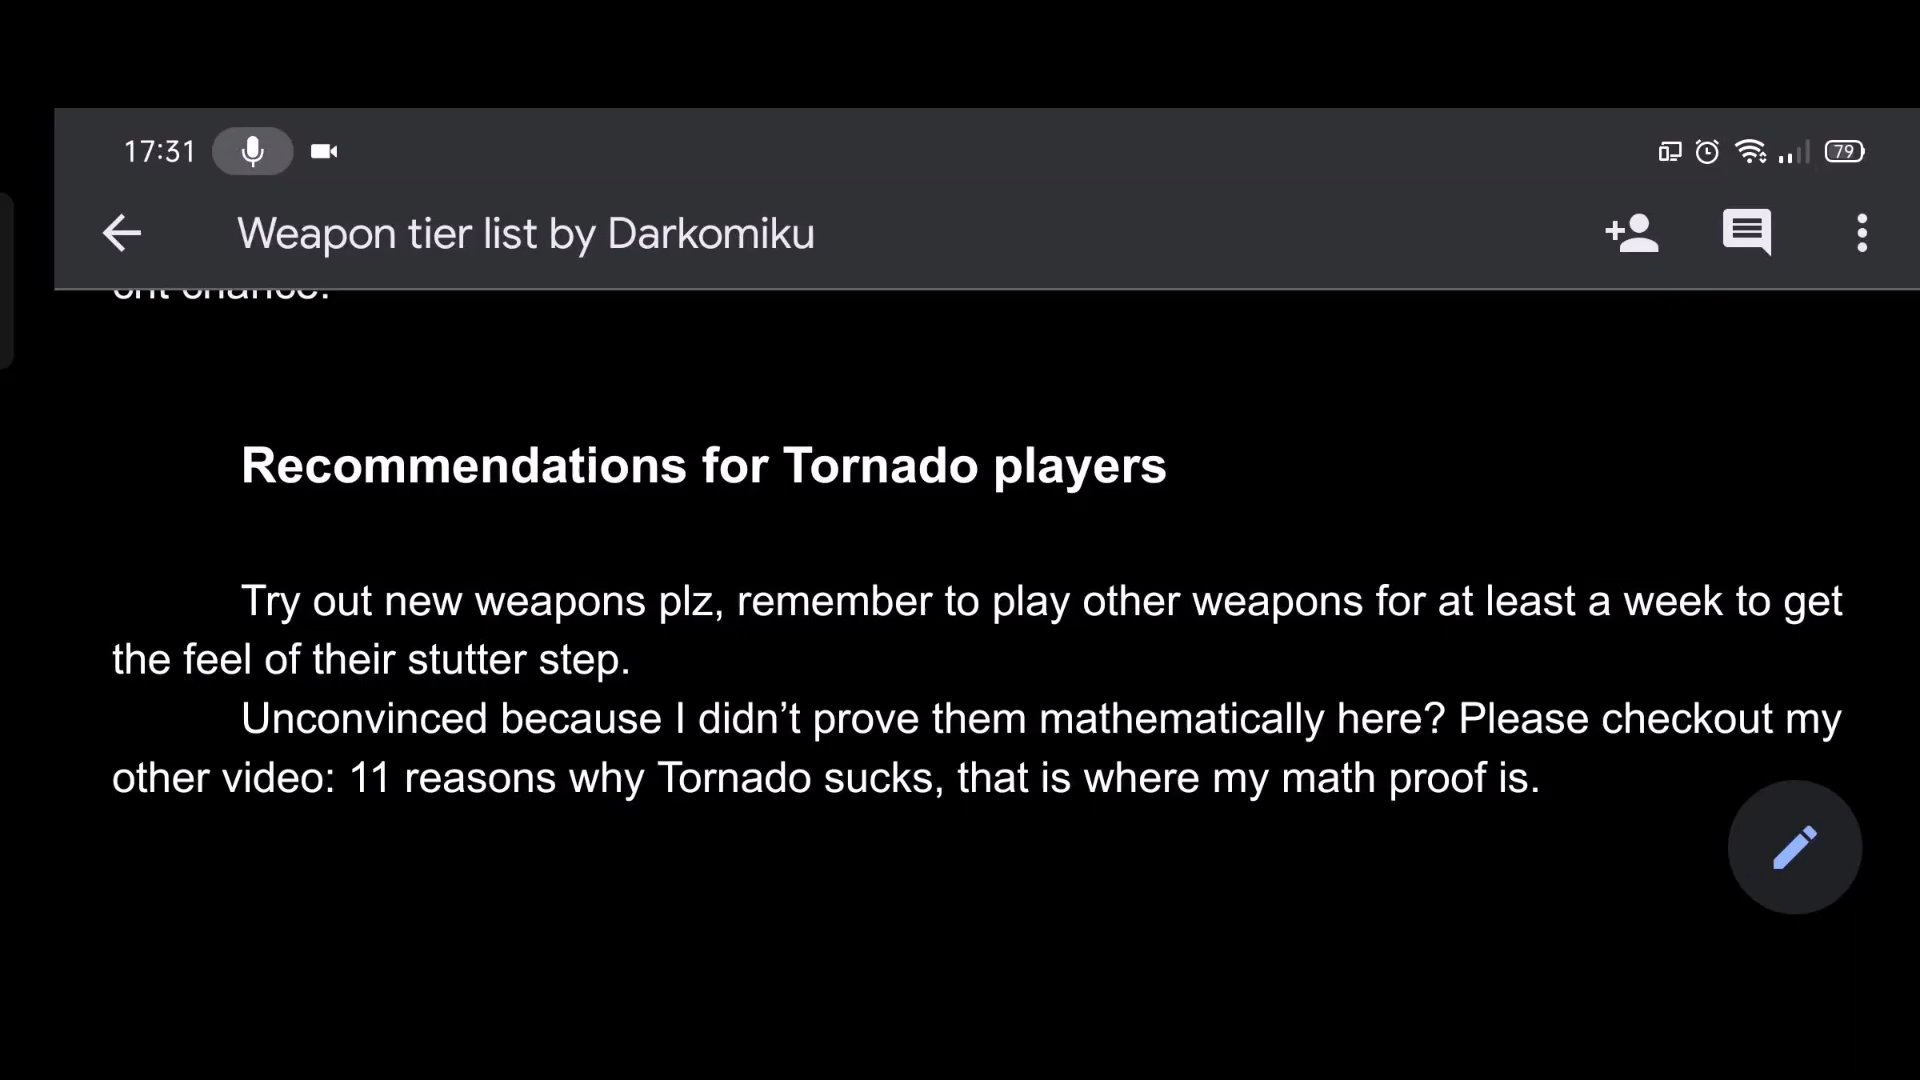 17:31
79
Weapon tier list by Darkomiku
Recommendations for Tornado players
Try out new weapons plz, remember to play other weapons for at least a week to get
the feel of their stutter step.
Unconvinced because I didn’t prove them mathematically here? Please checkout my
other video: 11 reasons why Tornado sucks, that is where my math proof is.